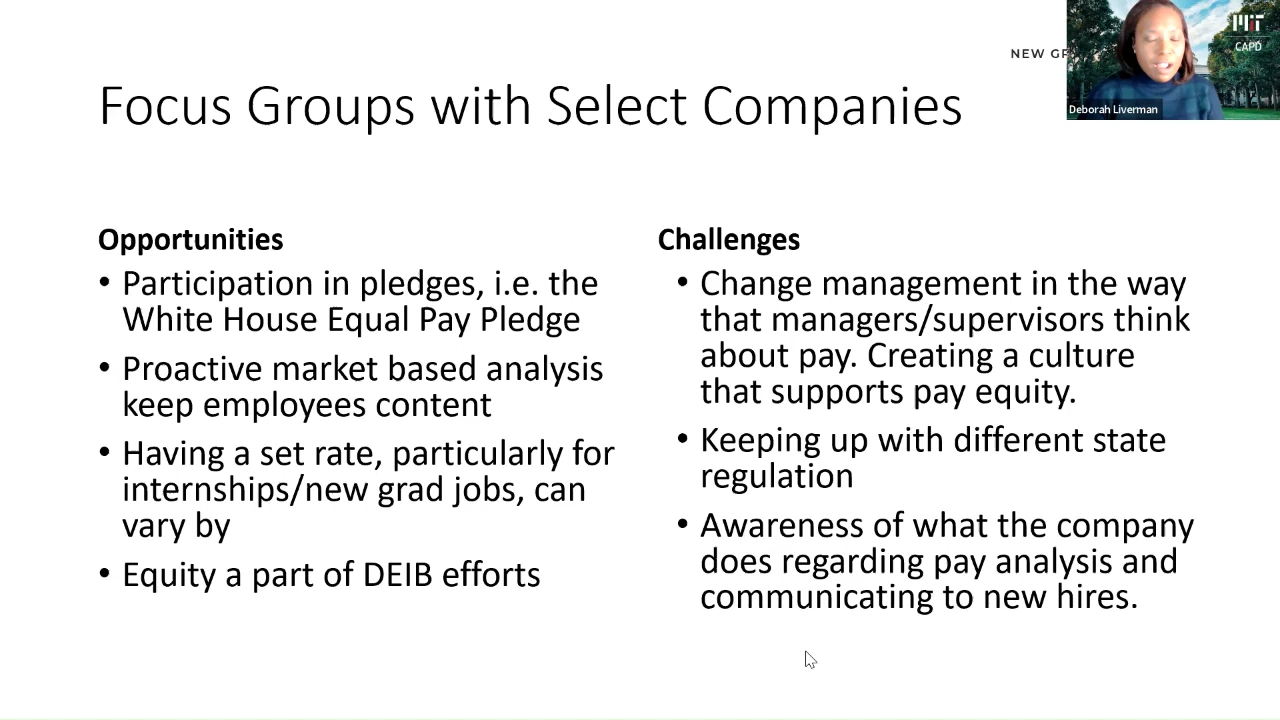 NEW
MIT
CAPD
Deborah Liverman
Focus Groups with Select Companies
Opportunities
• Participation in pledges, i.e. the
White House Equal Pay Pledge
• Proactive market based analysis
keep employees content
• Having a set rate, particularly for
internships/new grad jobs, can
vary by
• Equity a part of DEIB efforts
Challenges
• Change management in the way
that managers/supervisors think
about pay. Creating a culture
that supports pay equity.
• Keeping up with different state
regulation
• Awareness of what the company
does regarding pay analysis and
communicating to new hires.